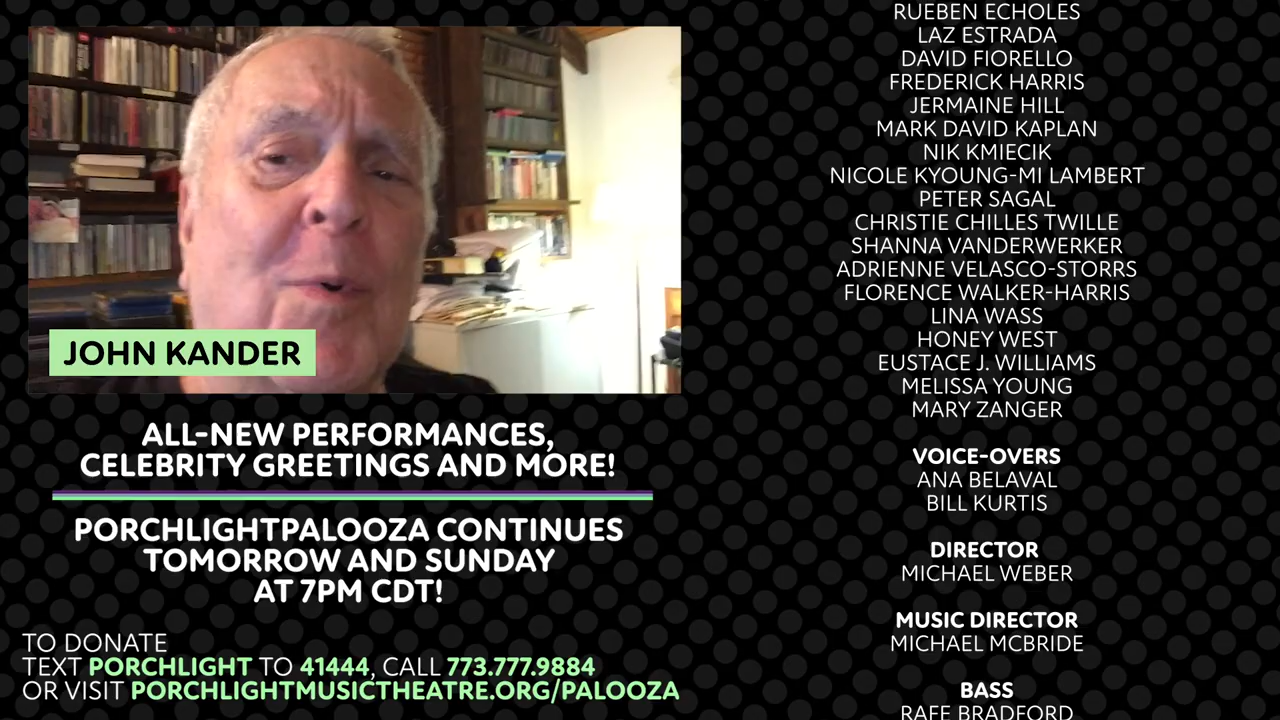 JOHN KANDER
ALL-NEW PERFORMANCES,
CELEBRITY GREETINGS AND MORE!
PORCHLIGHTPALOOZA CONTINUES
TOMORROW AND SUNDAY
AT 7PM CDT!
TO DONATE
TEXT PORCHLIGHT TO 41444, CALL 773.777.9884
OR VISIT PORCHLIGHTMUSICTHEATRE.ORG/PALOOZA
RUEBEN ECHOLES
LAZ ESTRADA
DAVID FIORELLO
FREDERICK HARRIS
JERMAINE HILL
MARK DAVID KAPLAN
NIK KMIECIK
NICOLE KYOUNG-MI LAMBERT
PETER SAGAL
CHRISTIE CHILLES TWILLE
SHANNA VANDERWERKER
ADRIENNE VELASCO-STORRS
FLORENCE WALKER-HARRIS
LINA WASS
HONEY WEST
EUSTACE J. WILLIAMS
MELISSA YOUNG
MARY ZANGER
VOICE-OVERS
ANA BELAVAL
BILL KURTIS
DIRECTOR
MICHAEL WEBER
MUSIC DIRECTOR
MICHAEL MCBRIDE
BASS
RAFE BRADFORD